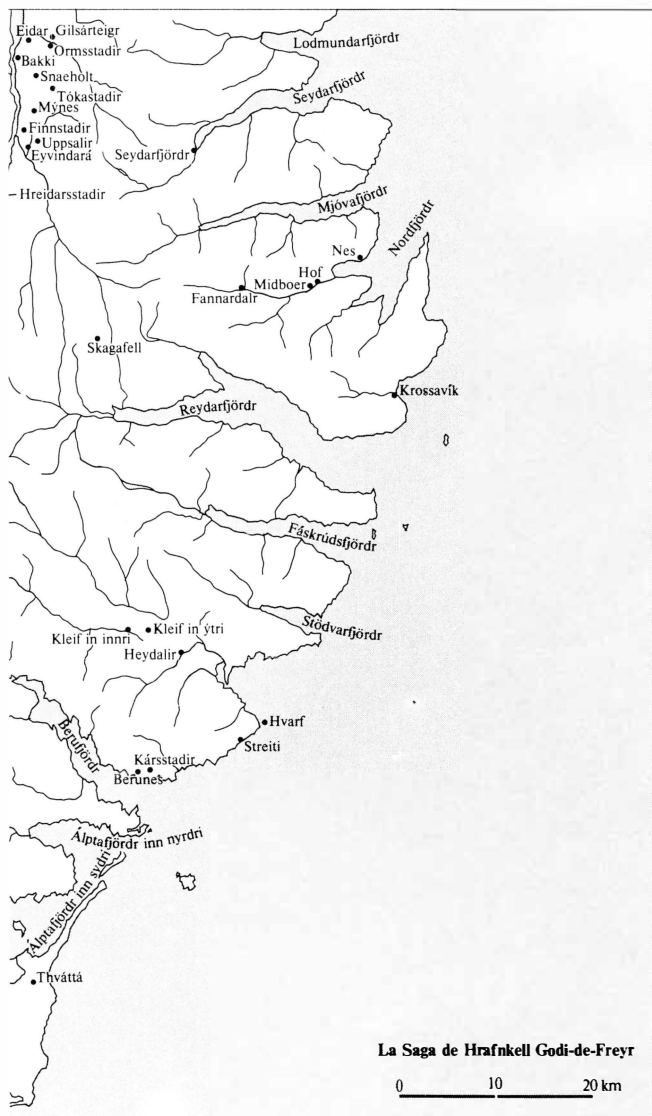 Eidar
Gilsárteigr
Ormsstadir
Bakki
Snaeholt
Tókastadir
Mýnes
Finnstadir
Uppsalir
Eyvindará
Hreidarsstadir
Lodmundarfjördr
Seydarfjördr
Seydarfjördr
Mjóvafjördr
Nordfjördr
Nes
Hof
Midboer
Fannardalr
Skagafell
Krossavík
Reydarfjördr
Fáskrúdsfjördr
Stödvarfjördr
Kleif in innri
Kleif in ýtri
Heydalir
Hvarf
Streiti
Berufjördr
Kársstadir
Berunes
Álptafjördr inn nyrdri
Álptafjördr inn sydri
Thváttá
La Saga de Hrafnkell Godi-de-Freyr
0 10 20 km